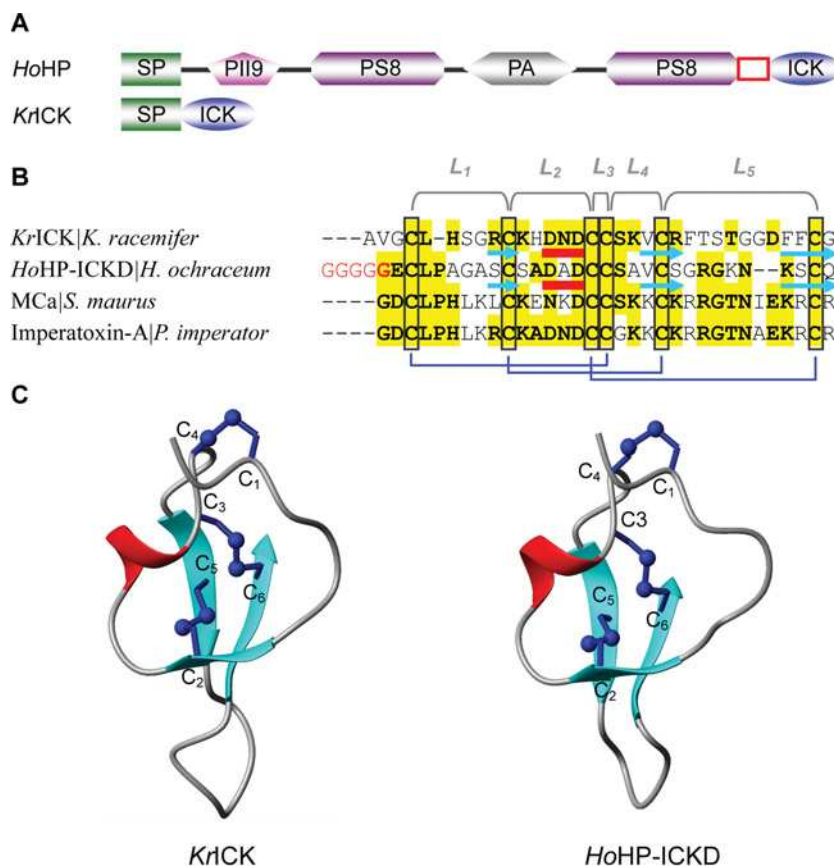 A
HoHP SP PII9 PS8 PA PS8 ICK
KrICK SP ICK
B
L1 L2 L3 L4 L5
KrICK|K. racemifer ---AVGCL-HSGRCKHDNDCCSKVCRFTSTGGDFFCG
HoHP-ICKD|H. ochraceum GGGGGECLPAGASCSADADCCSAVCSGRGKN--KSCQ
MCa|S. maurus ----GDCLPHLKLCKENKDCCSKKCKRRGTNIEKRCR
Imperatoxin-A|P. imperator ----GDCLPHLKRCKADNDCCGKKCKRRGTNAEKRCR
C
C4 C1 C3 C5 C6 C2
C4 C1 C3 C5 C6 C2
KrICK HoHP-ICKD